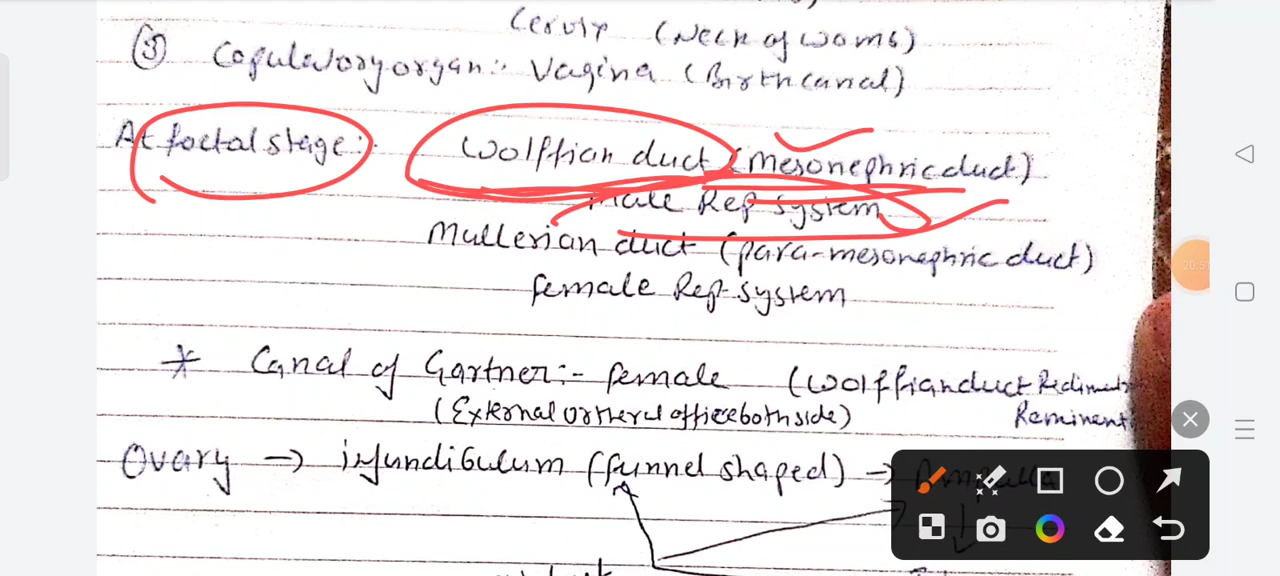 Cervix (Neck of womb)
(5) Copulatory organ :- Vagina (Birth canal)
At foetal stage :- Wolffian duct (mesonephric duct)
male Rep system
Mullerian duct (para-mesonephric duct)
female Rep-system
* Canal of Gartner :- female (Wolffian duct
(External urethral office both side) Reminent
Ovary → infundibulum (funnel shaped) →